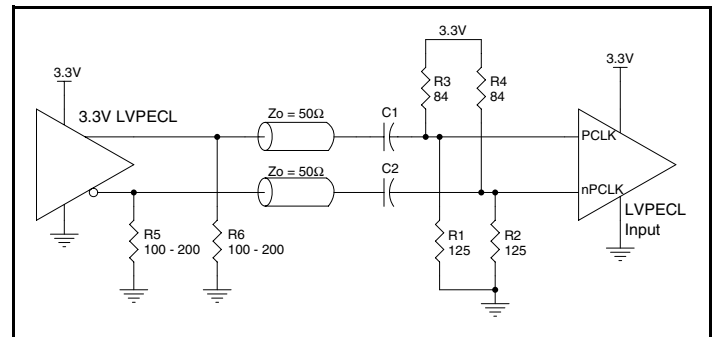 3.3V
3.3V
3.3V
R3
84
R4
84
3.3V LVPECL
Zo = 50Ω
C1
PCLK
Zo = 50Ω
C2
nPCLK
LVPECL
Input
R5
100 - 200
R6
100 - 200
R1
125
R2
125